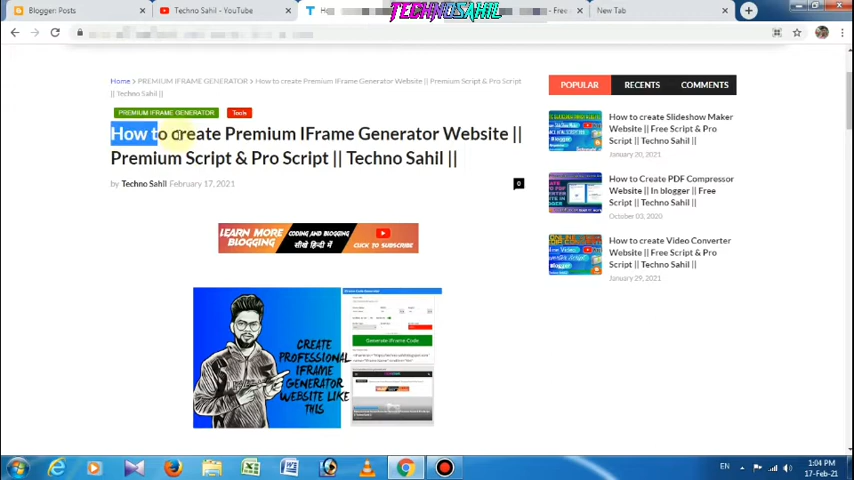 Blogger: Posts
Techno Sahil - YouTube
TECHNOSAHIL
- Free
New Tab
Home › PREMIUM IFRAME GENERATOR › How to create Premium IFrame Generator Website || Premium Script & Pro Script
|| Techno Sahil ||
PREMIUM IFRAME GENERATOR
Tools
How to create Premium IFrame Generator Website ||
Premium Script & Pro Script || Techno Sahil ||
by Techno Sahil February 17, 2021
0
LEARN MORE
BLOGGING
CODING AND BLOGGING
सीखे हिन्दी में
CLICK TO SUBSCRIBE
CREATE
PROFESSIONAL
IFRAME
GENERATOR
WEBSITE LIKE
THIS
Generate Iframe Code
POPULAR
RECENTS
COMMENTS
How to create Slideshow Maker
Website || Free Script & Pro
Script || Techno Sahil ||
January 20, 2021
How to Create PDF Compressor
Website || In blogger || Free
Script || Techno Sahil ||
October 03, 2020
How to create Video Converter
Website || Free Script & Pro
Script || Techno Sahil ||
January 29, 2021
EN
1:04 PM
17-Feb-21